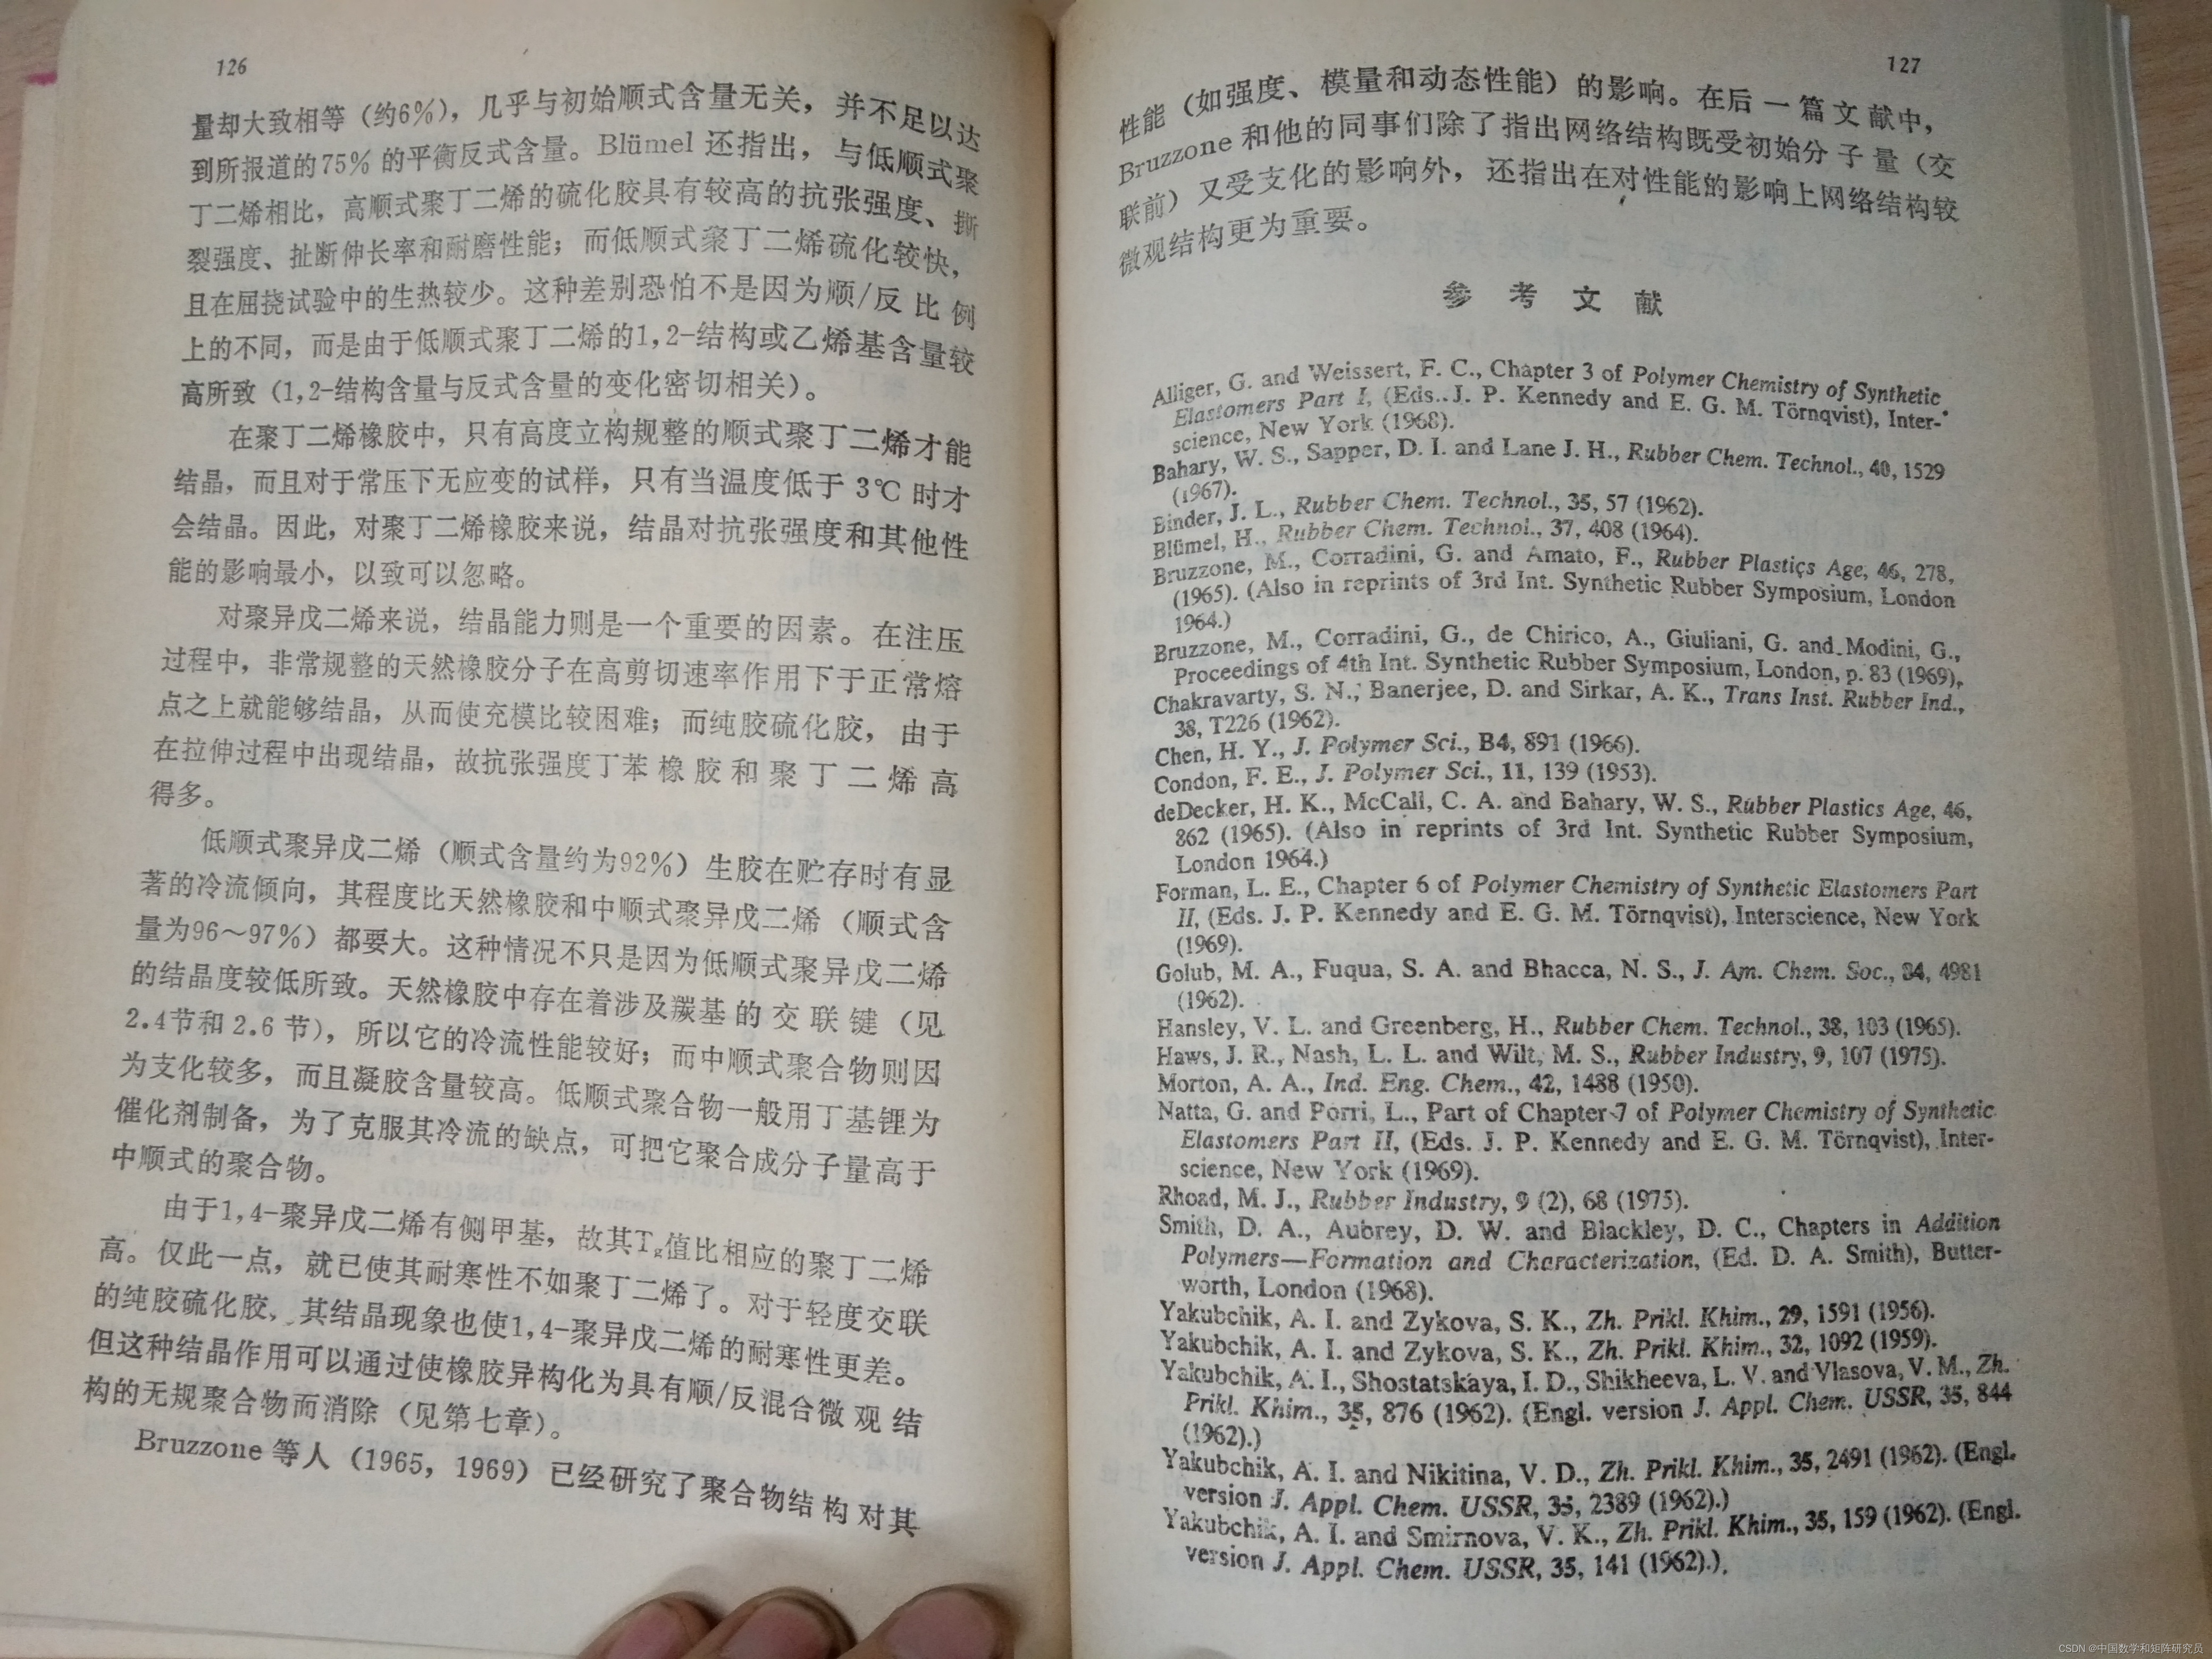 126
量却大致相等（约6%），几乎与初始顺式含量无关，并不足以达
到所报道的75% 的平衡反式含量。Blümel 还指出，与低顺式聚
丁二烯相比，高顺式聚丁二烯的硫化胶具有较高的抗张强度、撕
裂强度、扯断伸长率和耐磨性能；而低顺式聚丁二烯硫化较快，
且在屈挠试验中的生热较少。这种差别恐怕不是因为顺/反比例
上的不同，而是由于低顺式聚丁二烯的1,2-结构或乙烯基含量较
高所致（1,2-结构含量与反式含量的变化密切相关）。
在聚丁二烯橡胶中，只有高度立构规整的顺式聚丁二烯才能
结晶，而且对于常压下无应变的试样，只有当温度低于 3℃ 时才
会结晶。因此，对聚丁二烯橡胶来说，结晶对抗张强度和其他性
能的影响最小，以致可以忽略。
对聚异戊二烯来说，结晶能力则是一个重要的因素。在注压
过程中，非常规整的天然橡胶分子在高剪切速率作用下于正常熔
点之上就能够结晶，从而使充模比较困难；而纯胶硫化胶，由于
在拉伸过程中出现结晶，故抗张强度丁苯橡胶和聚丁二烯高
得多。
低顺式聚异戊二烯（顺式含量约为92%）生胶在贮存时有显
著的冷流倾向，其程度比天然橡胶和中顺式聚异戊二烯（顺式含
量为96～97%）都要大。这种情况不只是因为低顺式聚异戊二烯
的结晶度较低所致。天然橡胶中存在着涉及羰基的交联键（见
2.4节和 2.6 节），所以它的冷流性能较好；而中顺式聚合物则因
为支化较多，而且凝胶含量较高。低顺式聚合物一般用丁基锂为
催化剂制备，为了克服其冷流的缺点，可把它聚合成分子量高于
中顺式的聚合物。
由于1,4-聚异戊二烯有侧甲基，故其Tg值比相应的聚丁二烯
高。仅此一点，就已使其耐寒性不如聚丁二烯了。对于轻度交联
的纯胶硫化胶，其结晶现象也使1,4-聚异戊二烯的耐寒性更差。
但这种结晶作用可以通过使橡胶异构化为具有顺/反混合微观结
构的无规聚合物而消除（见第七章）。
Bruzzone 等人（1965，1969）已经研究了聚合物结构对其
127
性能（如强度、模量和动态性能）的影响。在后一篇文献中，
Bruzzone 和他的同事们除了指出网络结构既受初始分子量（交
联前）又受支化的影响外，还指出在对性能的影响上网络结构较
微观结构更为重要。
参考文献
Alliger, G. and Weissert, F. C., Chapter 3 of Polymer Chemistry of Synthetic
Elastomers Part I, (Eds. J. P. Kennedy and E. G. M. Törnqvist), Inter-
science, New York (1968).
Bahary, W. S., Sapper, D. I. and Lane J. H., Rubber Chem. Technol., 40, 1529
(1967).
Binder, J. L., Rubber Chem. Technol., 35, 57 (1962).
Blümel, H., Rubber Chem. Technol., 37, 408 (1964).
Bruzzone, M., Corradini, G. and Amato, F., Rubber Plastics Age, 46, 278,
(1965). (Also in reprints of 3rd Int. Synthetic Rubber Symposium, London
1964.)
Bruzzone, M., Corradini, G., de Chirico, A., Giuliani, G. and Modini, G.,
Proceedings of 4th Int. Synthetic Rubber Symposium, London, p. 83 (1969).
Chakravarty, S. N., Banerjee, D. and Sirkar, A. K., Trans Inst. Rubber Ind.,
38, T226 (1962).
Chen, H. Y., J. Polymer Sci., B4, 891 (1966).
Condon, F. E., J. Polymer Sci., 11, 139 (1953).
deDecker, H. K., McCall, C. A. and Bahary, W. S., Rubber Plastics Age, 46,
862 (1965). (Also in reprints of 3rd Int. Synthetic Rubber Symposium,
London 1964.)
Forman, L. E., Chapter 6 of Polymer Chemistry of Synthetic Elastomers Part
II, (Eds. J. P. Kennedy and E. G. M. Törnqvist), Interscience, New York
(1969).
Golub, M. A., Fuqua, S. A. and Bhacca, N. S., J. Am. Chem. Soc., 84, 4981
(1962).
Hansley, V. L. and Greenberg, H., Rubber Chem. Technol., 38, 103 (1965).
Haws, J. R., Nash, L. L. and Wilt, M. S., Rubber Industry, 9, 107 (1975).
Morton, A. A., Ind. Eng. Chem., 42, 1488 (1950).
Natta, G. and Porri, L., Part of Chapter 7 of Polymer Chemistry of Synthetic
Elastomers Part II, (Eds. J. P. Kennedy and E. G. M. Törnqvist), Inter-
science, New York (1969).
Rhoad, M. J., Rubber Industry, 9 (2), 68 (1975).
Smith, D. A., Aubrey, D. W. and Blackley, D. C., Chapters in Addition
Polymers—Formation and Characterization, (Ed. D. A. Smith), Butter-
worth, London (1968).
Yakubchik, A. I. and Zykova, S. K., Zh. Prikl. Khim., 29, 1591 (1956).
Yakubchik, A. I. and Zykova, S. K., Zh. Prikl. Khim., 32, 1092 (1959).
Yakubchik, A. I., Shostatskaya, I. D., Shikheeva, L. V. and Vlasova, V. M., Zh.
Prikl. Khim., 35, 876 (1962). (Engl. version J. Appl. Chem. USSR, 35, 844
(1962).)
Yakubchik, A. I. and Nikitina, V. D., Zh. Prikl. Khim., 35, 2491 (1962). (Engl.
version J. Appl. Chem. USSR, 35, 2389 (1962).)
Yakubchik, A. I. and Smirnova, V. K., Zh. Prikl. Khim., 35, 159 (1962). (Engl.
version J. Appl. Chem. USSR, 35, 141 (1962).).
CSDN @中国数学和矩阵研究员